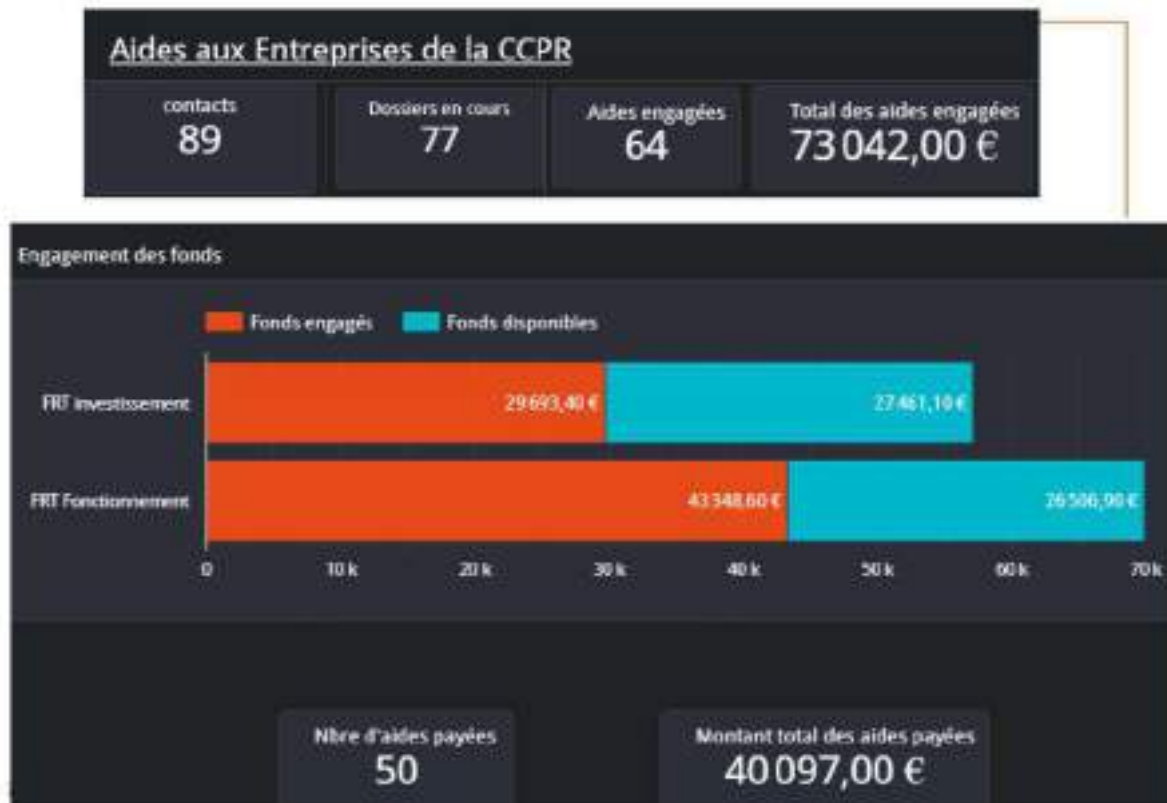 Aides aux Entreprises de la CCPR
contacts
89
Dossiers en cours
77
Aides engagées
64
Total des aides engagées
73 042,00 €
Engagement des fonds
Fonds engagés
Fonds disponibles
FRT investissement
29 693,40 €
27 461,10 €
FRT Fonctionnement
43 348,60 €
26 506,90 €
0 10 k 20 k 30 k 40 k 50 k 60 k 70 k
Nbre d'aides payées
50
Montant total des aides payées
40 097,00 €